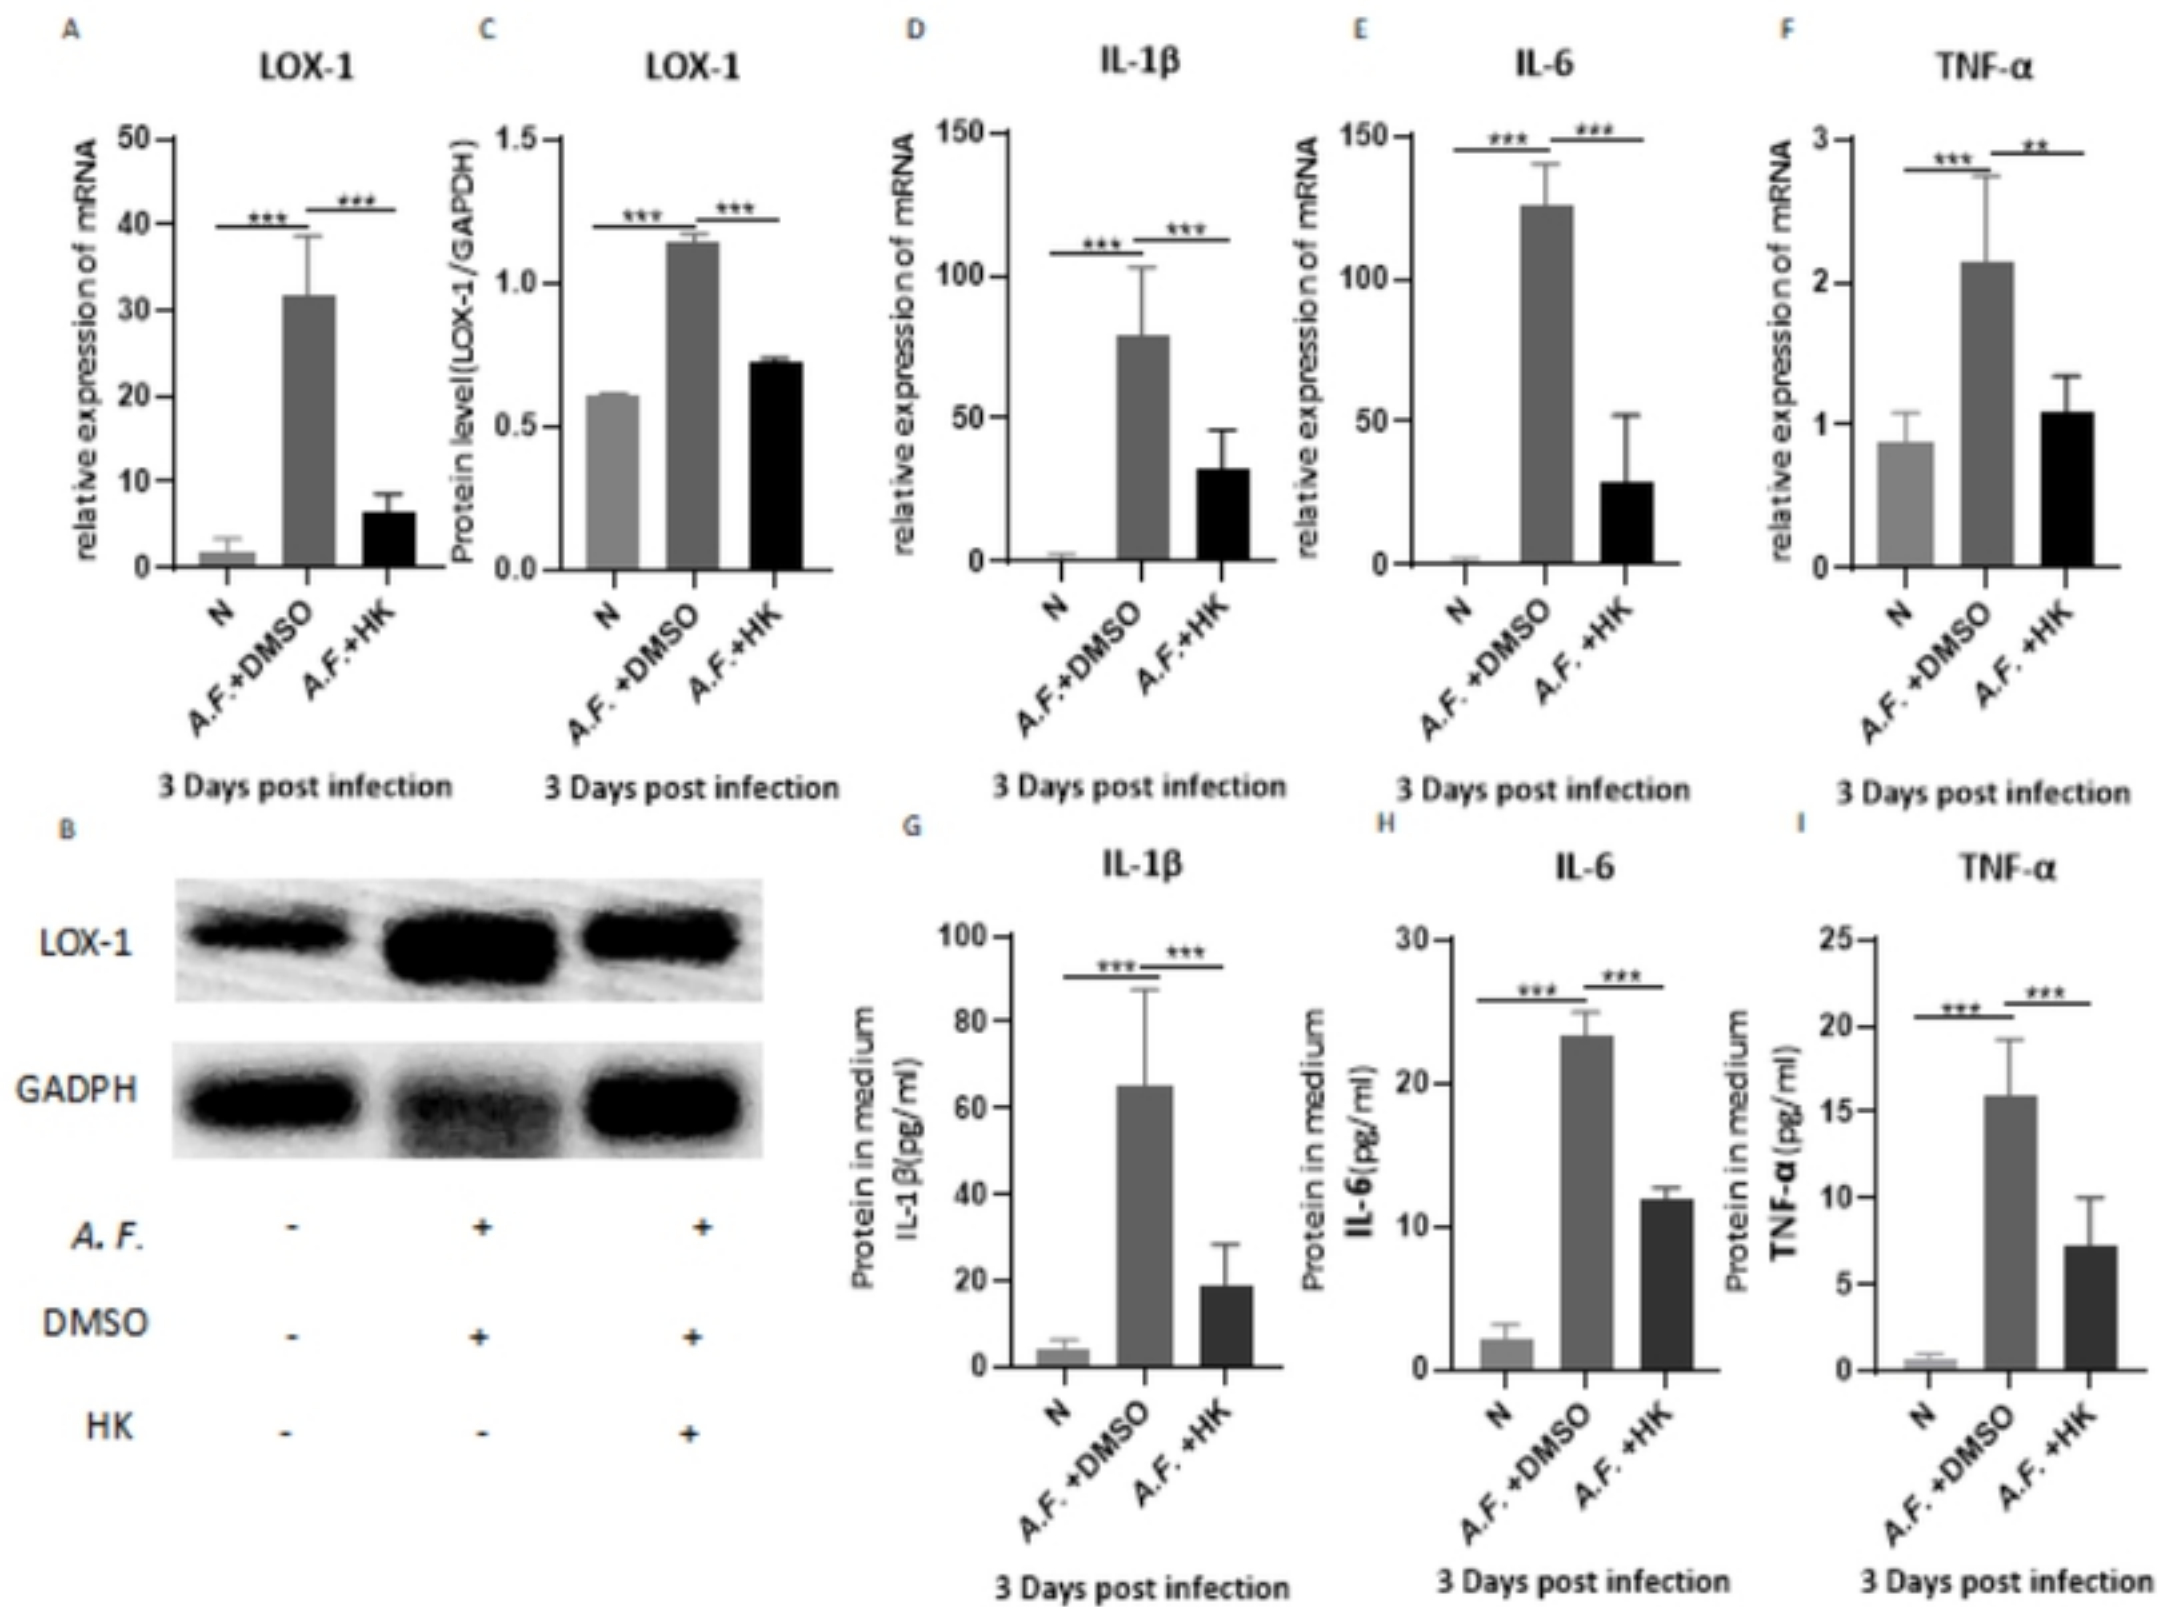 A
LOX-1
relative expression of mRNA
50
40
30
20
10
0
***
***
N
A.F.+DMSO
A.F.+HK
3 Days post infection
C
LOX-1
Protein level(LOX-1/GAPDH)
1.5
1.0
0.5
0.0
***
***
N
A.F. +DMSO
A.F.+HK
3 Days post infection
D
IL-1β
relative expression of mRNA
150
100
50
0
***
***
N
A.F.+DMSO
A.F.+HK
3 Days post infection
E
IL-6
relative expression of mRNA
150
100
50
0
***
***
N
A.F. +DMSO
A.F. +HK
3 Days post infection
F
TNF-α
relative expression of mRNA
3
2
1
0
***
**
N
A.F. +DMSO
A.F. +HK
3 Days post infection
B
LOX-1
GADPH
A. F. - + +
DMSO - + +
HK - - +
G
IL-1β
Protein in medium
IL-1β(pg/ml)
100
80
60
40
20
0
***
***
N
A.F. +DMSO
A.F. +HK
3 Days post infection
H
IL-6
Protein in medium
IL-6(pg/ml)
30
20
10
0
***
***
N
A.F. +DMSO
A.F. +HK
3 Days post infection
I
TNF-α
Protein in medium
TNF-α(pg/ml)
25
20
15
10
5
0
***
***
N
A.F. +DMSO
A.F. +HK
3 Days post infection